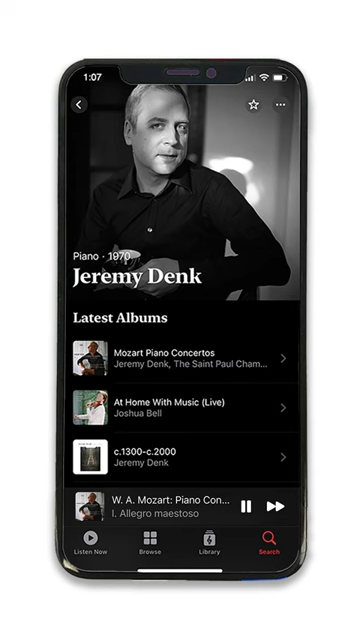 1:07
Piano · 1970
Jeremy Denk
Latest Albums
Mozart Piano Concertos
Jeremy Denk, The Saint Paul Cham...
At Home With Music (Live)
Joshua Bell
c.1300-c.2000
Jeremy Denk
W. A. Mozart: Piano Con...
I. Allegro maestoso
Listen Now Browse Library Search